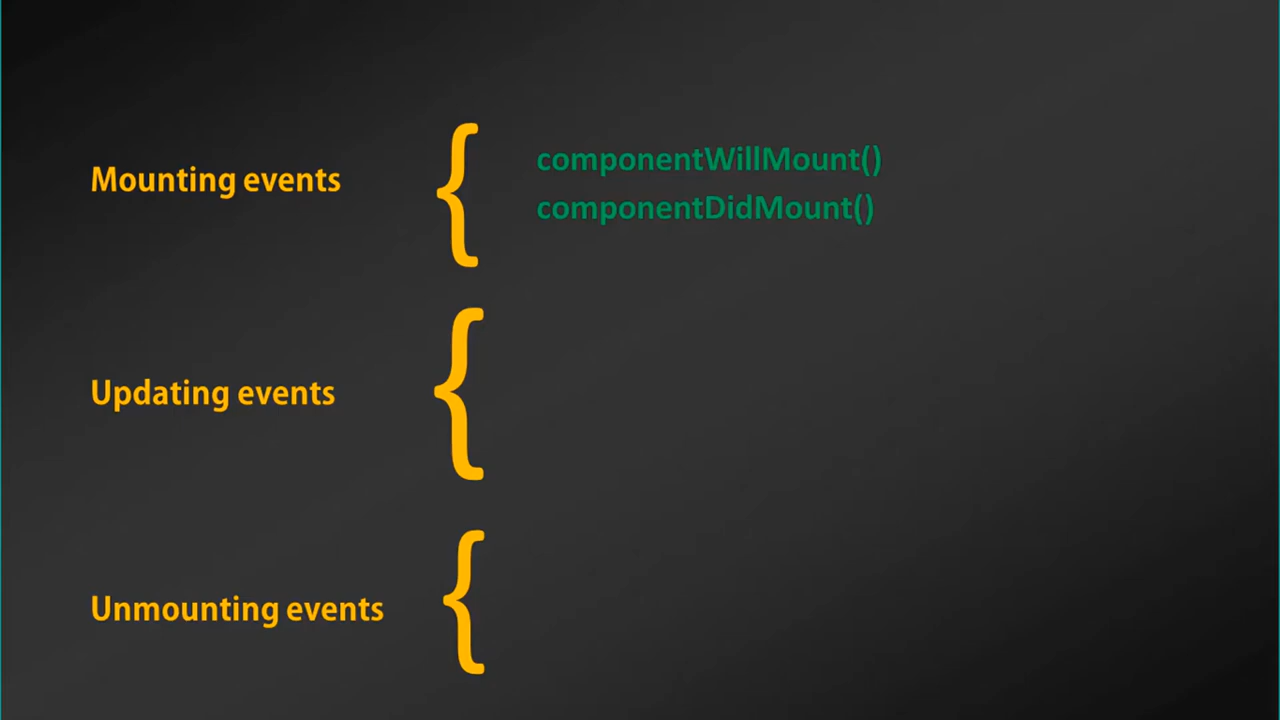 Mounting events
componentWillMount()
componentDidMount()
Updating events
Unmounting events